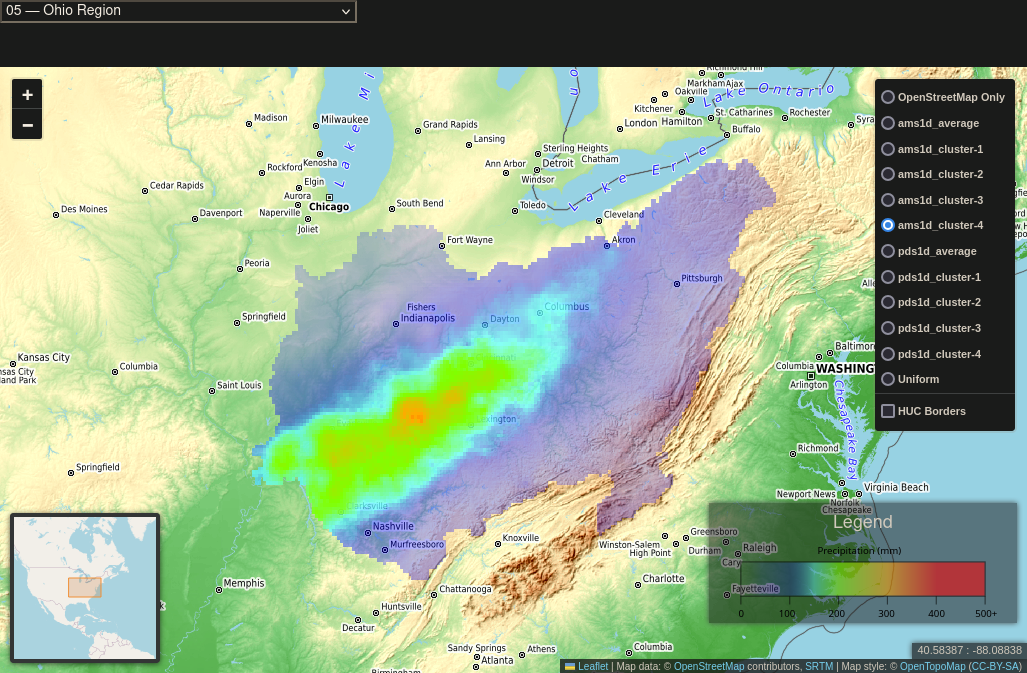 05 — Ohio Region
+
−
Richmond Hill
Markham
Ajax
Oakville
Lake Ontario
Kitchener
St. Catharines
Rochester
London
Hamilton
Buffalo
Madison
Milwaukee
Grand Rapids
Lansing
Sterling Heights
Ann Arbor
Detroit
Chatham
Windsor
Lake Erie
Rockford
Kenosha
Elgin
Aurora
Chicago
Naperville
Joliet
Cedar Rapids
Des Moines
Davenport
South Bend
Toledo
Cleveland
Fort Wayne
Akron
Peoria
Pittsburgh
Springfield
Fishers
Indianapolis
Dayton
Columbus
Kansas City
Columbia
Saint Louis
Baltimore
Columbia
WASHING
Arlington
Chesapeake Bay
Springfield
Richmond
Newport News
Virginia Beach
Norfolk
Chesapeake
Nashville
Murfreesboro
Knoxville
Winston-Salem
Greensboro
High Point
Durham
Raleigh
Cary
Fayetteville
Memphis
Chattanooga
Charlotte
Huntsville
Decatur
Sandy Springs
Athens
Atlanta
Columbia
Birmingham
OpenStreetMap Only
ams1d_average
ams1d_cluster-1
ams1d_cluster-2
ams1d_cluster-3
ams1d_cluster-4
pds1d_average
pds1d_cluster-1
pds1d_cluster-2
pds1d_cluster-3
pds1d_cluster-4
Uniform
HUC Borders
Legend
Precipitation (mm)
0 100 200 300 400 500+
40.58387 : -88.08838
Leaflet | Map data: © OpenStreetMap contributors, SRTM | Map style: © OpenTopoMap (CC-BY-SA)